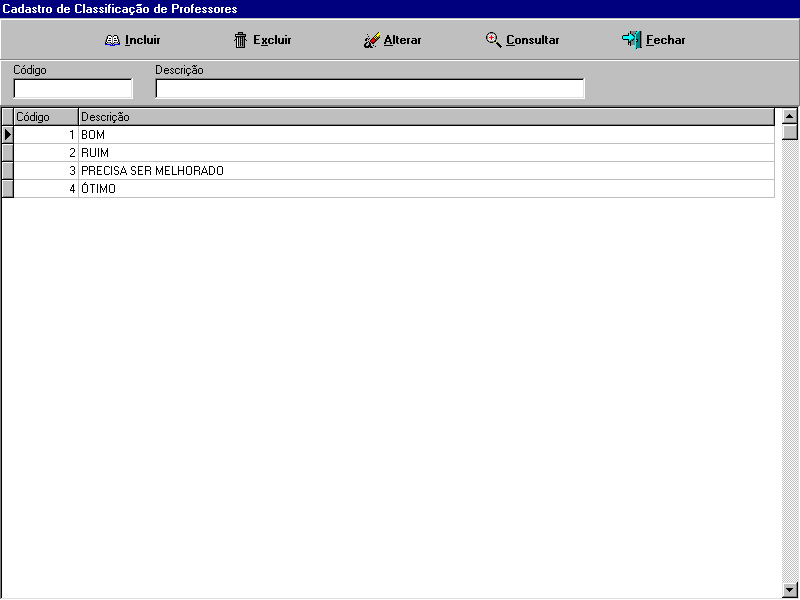 Cadastro de Classificação de Professores
Incluir Excluir Alterar Consultar Fechar
Código Descrição
Código Descrição
1 BOM
2 RUIM
3 PRECISA SER MELHORADO
4 ÓTIMO